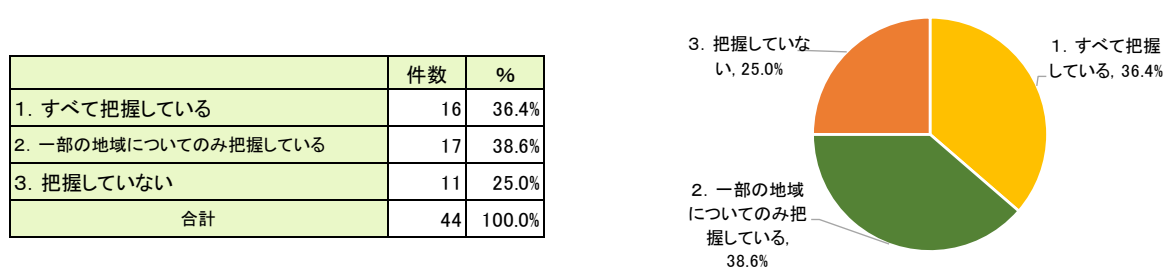 件数 %
1. すべて把握している 16 36.4%
2. 一部の地域についてのみ把握している 17 38.6%
3. 把握していない 11 25.0%
合計 44 100.0%
3. 把握していな
い, 25.0%
1. すべて把握
している, 36.4%
2. 一部の地域
についてのみ把
握している,
38.6%